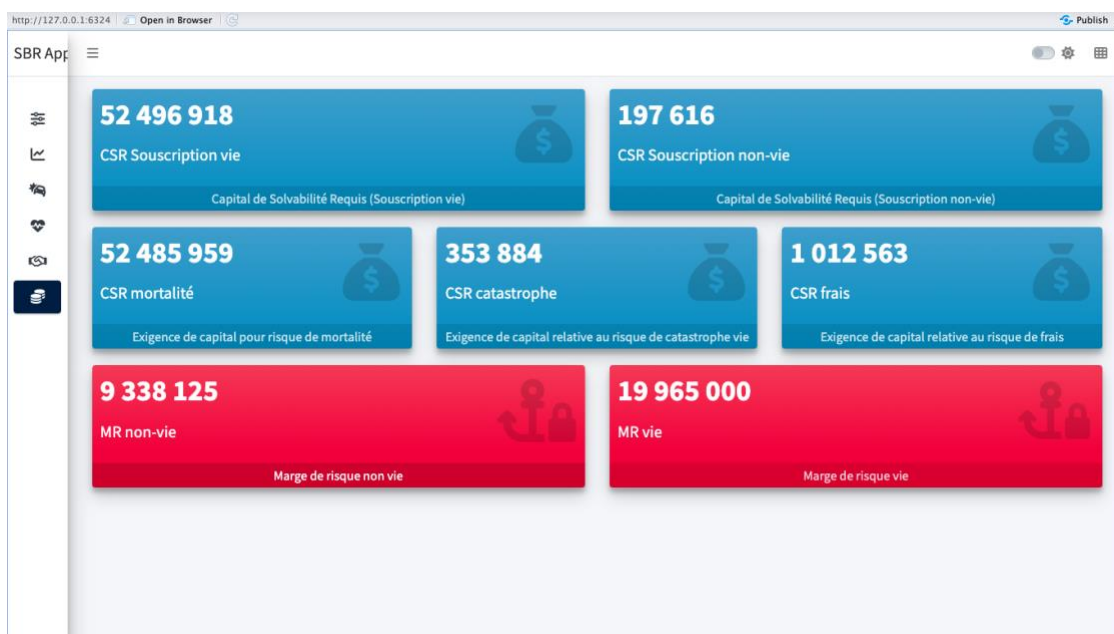 http://127.0.0.1:6324 Open in Browser Publish
SBR App
52 496 918
CSR Souscription vie
Capital de Solvabilité Requis (Souscription vie)
197 616
CSR Souscription non-vie
Capital de Solvabilité Requis (Souscription non-vie)
52 485 959
CSR mortalité
Exigence de capital pour risque de mortalité
353 884
CSR catastrophe
Exigence de capital relative au risque de catastrophe vie
1 012 563
CSR frais
Exigence de capital relative au risque de frais
9 338 125
MR non-vie
Marge de risque non vie
19 965 000
MR vie
Marge de risque vie